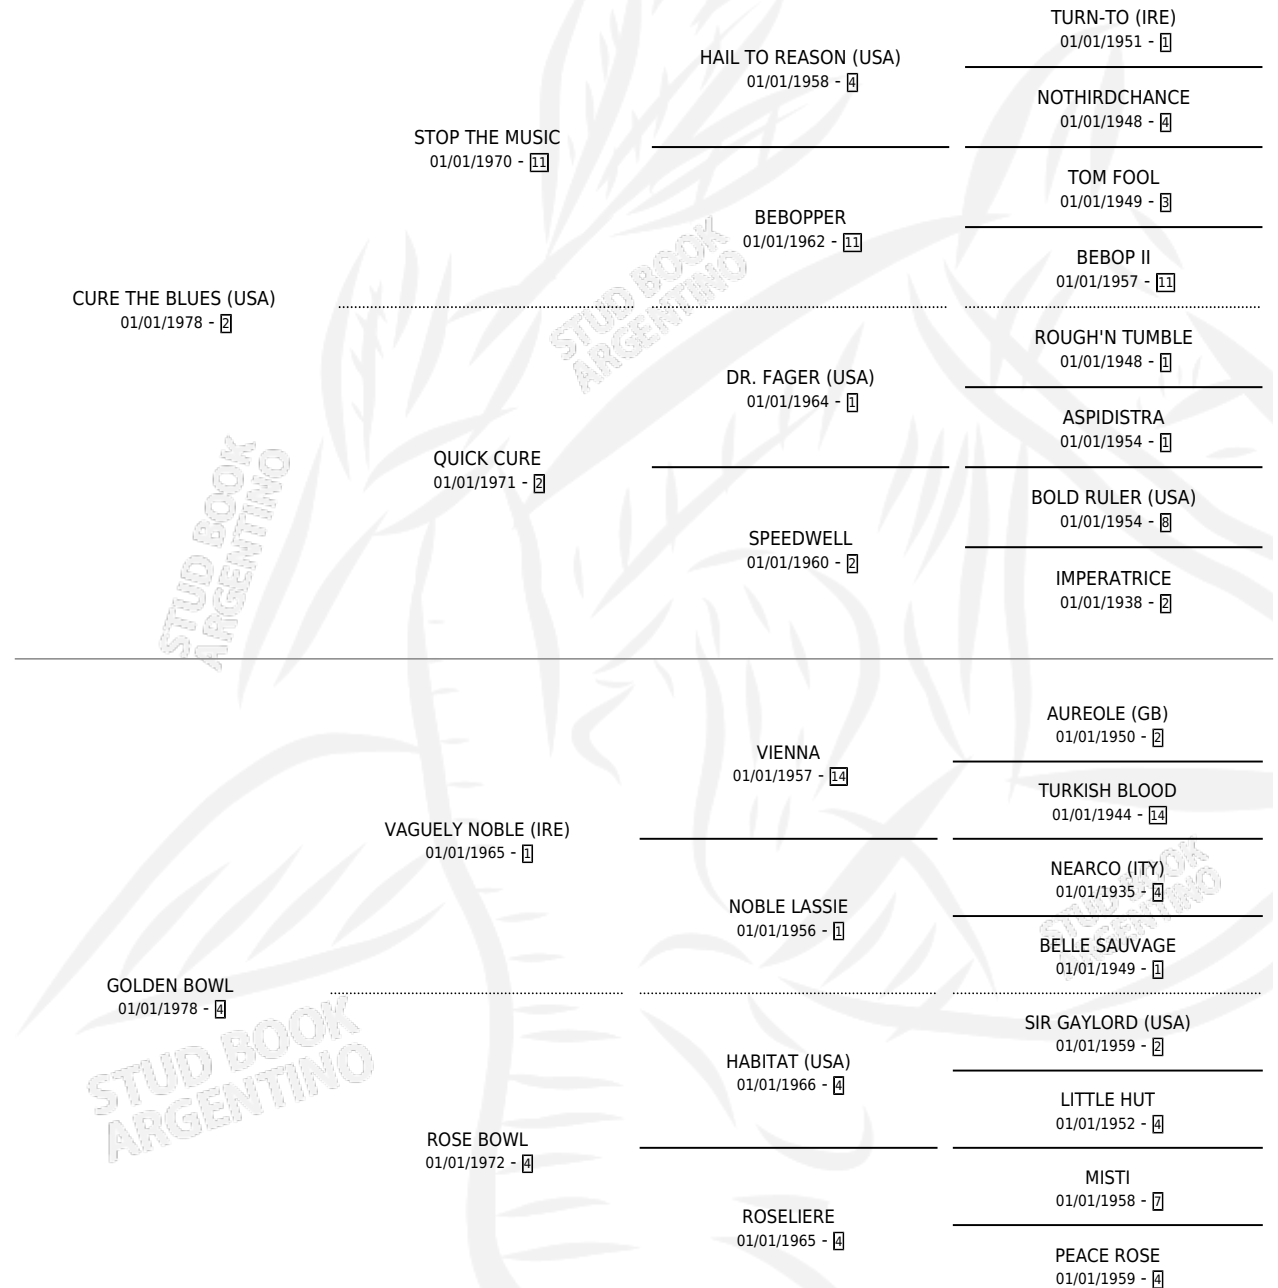 TURN-TO (IRE)
01/01/1951 - 1
HAIL TO REASON (USA)
01/01/1958 - 4
NOTHIRDCHANCE
01/01/1948 - 4
STOP THE MUSIC
01/01/1970 - 11
TOM FOOL
01/01/1949 - 3
BEBOPPER
01/01/1962 - 11
BEBOP II
01/01/1957 - 11
CURE THE BLUES (USA)
01/01/1978 - 2
ROUGH'N TUMBLE
01/01/1948 - 1
DR. FAGER (USA)
01/01/1964 - 1
ASPIDISTRA
01/01/1954 - 1
QUICK CURE
01/01/1971 - 2
BOLD RULER (USA)
01/01/1954 - 8
SPEEDWELL
01/01/1960 - 2
IMPERATRICE
01/01/1938 - 2
AUREOLE (GB)
01/01/1950 - 2
VIENNA
01/01/1957 - 14
TURKISH BLOOD
01/01/1944 - 14
VAGUELY NOBLE (IRE)
01/01/1965 - 1
NEARCO (ITY)
01/01/1935 - 4
NOBLE LASSIE
01/01/1956 - 1
BELLE SAUVAGE
01/01/1949 - 1
GOLDEN BOWL
01/01/1978 - 4
SIR GAYLORD (USA)
01/01/1959 - 2
HABITAT (USA)
01/01/1966 - 4
LITTLE HUT
01/01/1952 - 4
ROSE BOWL
01/01/1972 - 4
MISTI
01/01/1958 - 7
ROSELIERE
01/01/1965 - 4
PEACE ROSE
01/01/1959 - 4
STUD BOOK
ARGENTINO
STUD BOOK
ARGENTINO
STUD BOOK
ARGENTINO
STUD BOOK
ARGENTINO